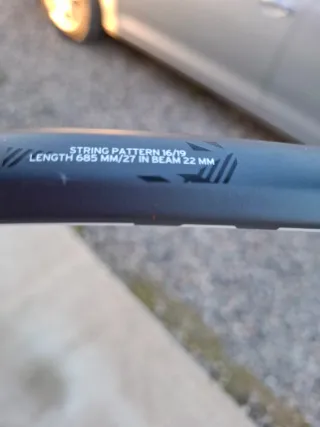 STRING PATTERN 16/19
LENGTH 685 MM/27 IN BEAM 22 MM